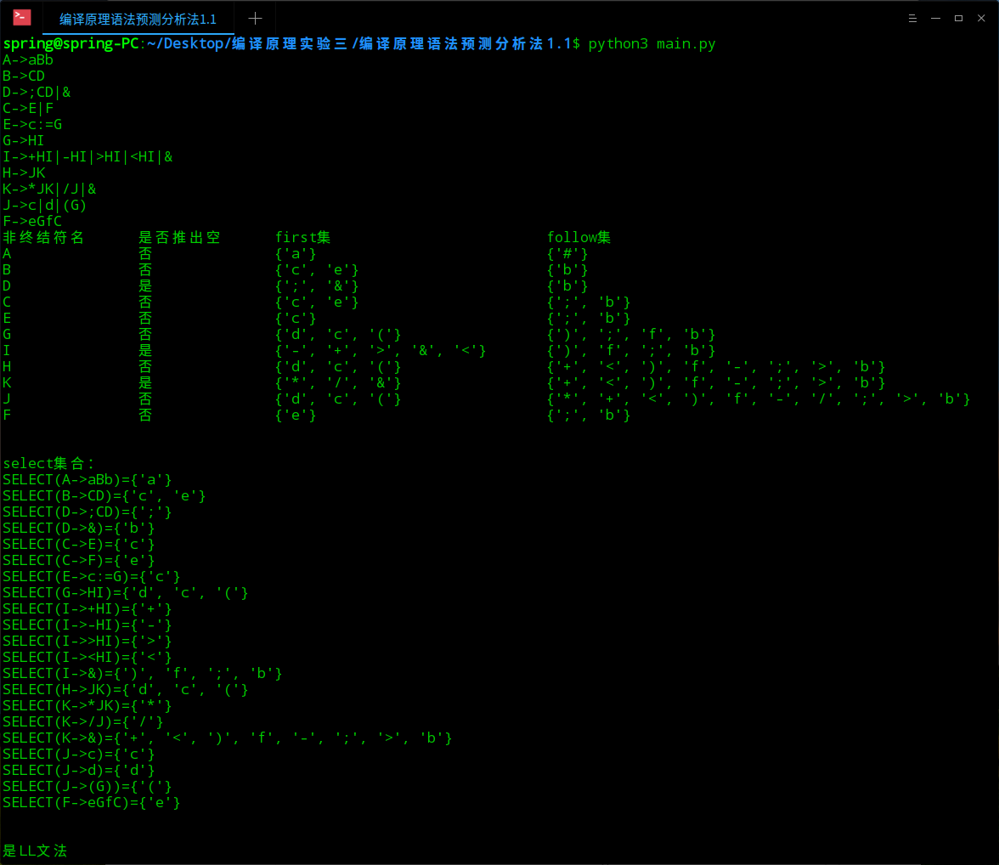 编译原理语法预测分析法1.1
spring@spring-PC:~/Desktop/编译原理实验三/编译原理语法预测分析法1.1$ python3 main.py
A->aBb
B->CD
D->;CD|&
C->E|F
E->c:=G
G->HI
I->+HI|-HI|>HI|<HI|&
H->JK
K->*JK|/J|&
J->c|d|(G)
F->eGfC
非终结符名 是否推出空 first集 follow集
A 否 {'a'} {'#'}
B 否 {'c', 'e'} {'b'}
D 是 {';', '&'} {'b'}
C 否 {'c', 'e'} {';', 'b'}
E 否 {'c'} {';', 'b'}
G 否 {'d', 'c', '('} {')', ';', 'f', 'b'}
I 是 {'-', '+', '>', '&', '<'} {')', 'f', ';', 'b'}
H 否 {'d', 'c', '('} {'+', '<', ')', 'f', '-', ';', '>', 'b'}
K 是 {'*', '/', '&'} {'+', '<', ')', 'f', '-', ';', '>', 'b'}
J 否 {'d', 'c', '('} {'*', '+', '<', ')', 'f', '-', '/', ';', '>', 'b'}
F 否 {'e'} {';', 'b'}
select集合:
SELECT(A->aBb)={'a'}
SELECT(B->CD)={'c', 'e'}
SELECT(D->;CD)={';'}
SELECT(D->&)={'b'}
SELECT(C->E)={'c'}
SELECT(C->F)={'e'}
SELECT(E->c:=G)={'c'}
SELECT(G->HI)={'d', 'c', '('}
SELECT(I->+HI)={'+'}
SELECT(I->-HI)={'-'}
SELECT(I->>HI)={'>'}
SELECT(I-><HI)={'<'}
SELECT(I->&)={')', 'f', ';', 'b'}
SELECT(H->JK)={'d', 'c', '('}
SELECT(K->*JK)={'*'}
SELECT(K->/J)={'/'}
SELECT(K->&)={'+', '<', ')', 'f', '-', ';', '>', 'b'}
SELECT(J->c)={'c'}
SELECT(J->d)={'d'}
SELECT(J->(G))={'('}
SELECT(F->eGfC)={'e'}
是LL文法